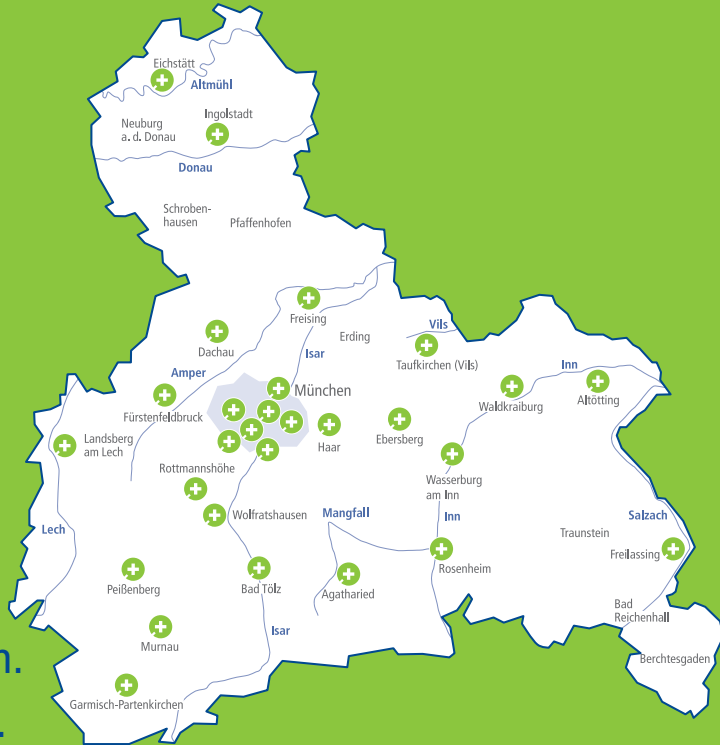 Eichstätt
Altmühl
Neuburg
a. d. Donau
Ingolstadt
Donau
Schroben-
hausen
Pfaffenhofen
Freising
Erding
Vils
Dachau
Isar
Taufkirchen (Vils)
Amper
Inn
München
Waldkraiburg
Altötting
Fürstenfeldbruck
Landsberg
am Lech
Haar
Ebersberg
Rottmannshöhe
Wasserburg
am Inn
Wolfratshausen
Mangfall
Inn
Salzach
Lech
Traunstein
Freilassing
Rosenheim
Peißenberg
Bad Tölz
Agatharied
Bad
Reichenhall
Isar
Murnau
n.
Berchtesgaden
Garmisch-Partenkirchen
.